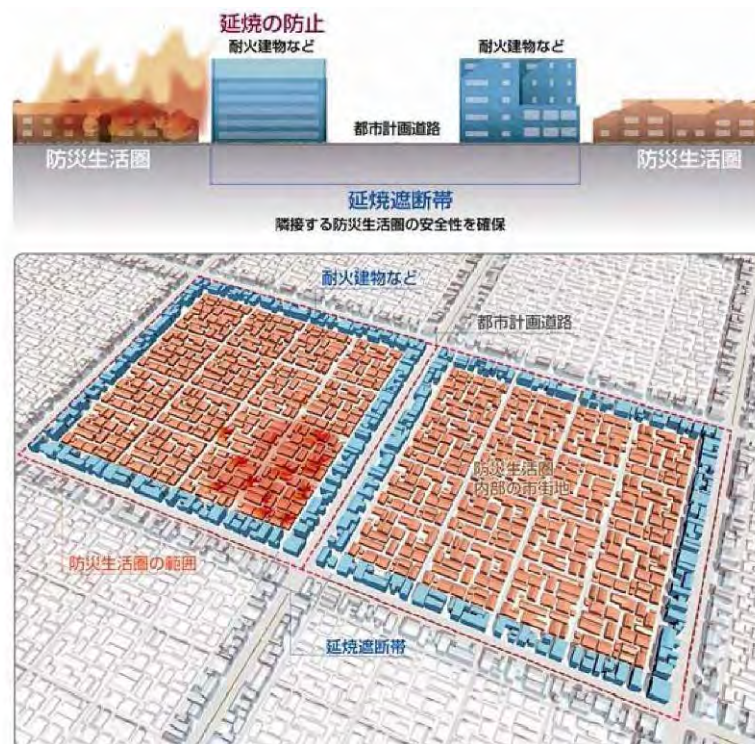 延焼の防止
耐火建物など
耐火建物など
都市計画道路
防災生活圏
防災生活圏
延焼遮断帯
隣接する防災生活圏の安全性を確保
耐火建物など
都市計画道路
防災生活圏
内部の市街地
防災生活圏の範囲
延焼遮断帯